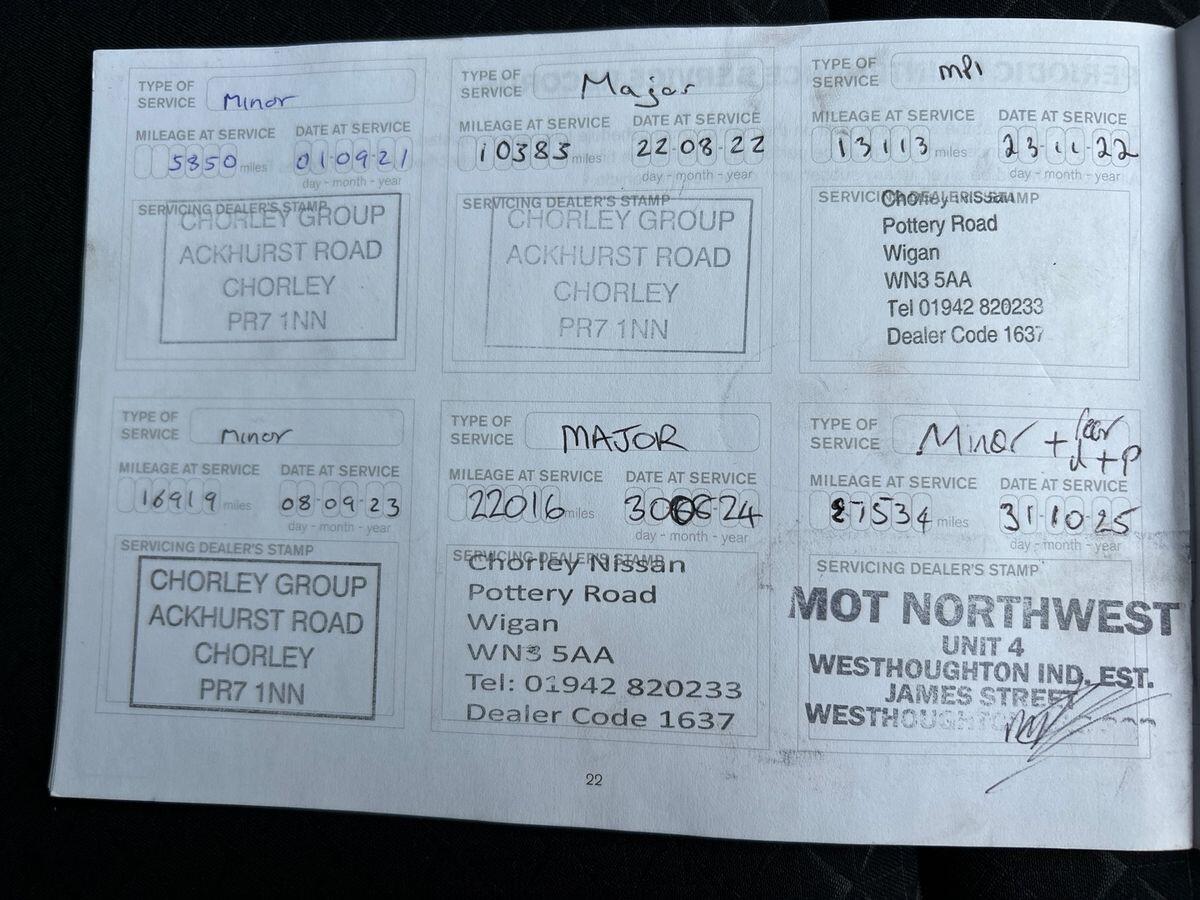 TYPE OF SERVICE Minor
MILEAGE AT SERVICE DATE AT SERVICE
5850 miles 01-09-21
day - month - year
SERVICING DEALER'S STAMP
CHORLEY GROUP
ACKHURST ROAD
CHORLEY
PR7 1NN
TYPE OF SERVICE Major
MILEAGE AT SERVICE DATE AT SERVICE
10383 miles 22-08-22
day - month - year
SERVICING DEALER'S STAMP
CHORLEY GROUP
ACKHURST ROAD
CHORLEY
PR7 1NN
TYPE OF SERVICE MPI
MILEAGE AT SERVICE DATE AT SERVICE
13113 miles 23-11-22
day - month - year
SERVICING DEALER'S STAMP
Chorley Nissan
Pottery Road
Wigan
WN3 5AA
Tel 01942 820233
Dealer Code 1637
TYPE OF SERVICE Minor
MILEAGE AT SERVICE DATE AT SERVICE
16919 miles 08-09-23
day - month - year
SERVICING DEALER'S STAMP
CHORLEY GROUP
ACKHURST ROAD
CHORLEY
PR7 1NN
TYPE OF SERVICE MAJOR
MILEAGE AT SERVICE DATE AT SERVICE
22016 miles 30-08-24
day - month - year
SERVICING DEALER'S STAMP
Chorley Nissan
Pottery Road
Wigan
WN3 5AA
Tel: 01942 820233
Dealer Code 1637
TYPE OF SERVICE Minor + d+p
MILEAGE AT SERVICE DATE AT SERVICE
27534 miles 31-10-25
day - month - year
SERVICING DEALER'S STAMP
MOT NORTHWEST
UNIT 4
WESTHOUGHTON IND. EST.
JAMES STREET
WESTHOUGHTON
22